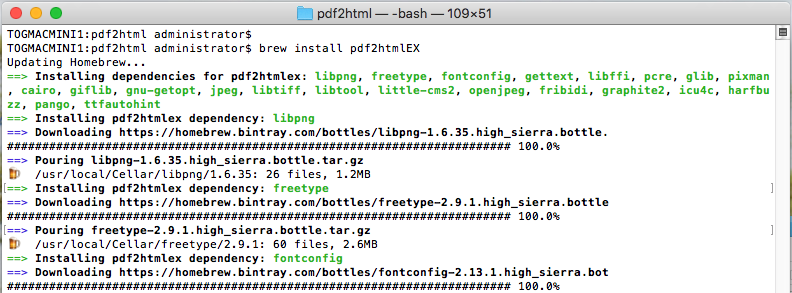 pdf2html — -bash — 109×51
TOGMACMINI1:pdf2html administrator$
TOGMACMINI1:pdf2html administrator$ brew install pdf2htmlEX
Updating Homebrew...
==> Installing dependencies for pdf2htmlex: libpng, freetype, fontconfig, gettext, libffi, pcre, glib, pixman
, cairo, giflib, gnu-getopt, jpeg, libtiff, libtool, little-cms2, openjpeg, fribidi, graphite2, icu4c, harfbu
zz, pango, ttfautohint
==> Installing pdf2htmlex dependency: libpng
==> Downloading https://homebrew.bintray.com/bottles/libpng-1.6.35.high_sierra.bottle.
######################################################################## 100.0%
==> Pouring libpng-1.6.35.high_sierra.bottle.tar.gz
🍺  /usr/local/Cellar/libpng/1.6.35: 26 files, 1.2MB
[==> Installing pdf2htmlex dependency: freetype ]
==> Downloading https://homebrew.bintray.com/bottles/freetype-2.9.1.high_sierra.bottle
######################################################################## 100.0%
[==> Pouring freetype-2.9.1.high_sierra.bottle.tar.gz ]
🍺  /usr/local/Cellar/freetype/2.9.1: 60 files, 2.6MB
==> Installing pdf2htmlex dependency: fontconfig
==> Downloading https://homebrew.bintray.com/bottles/fontconfig-2.13.1.high_sierra.bot
######################################################################## 100.0%